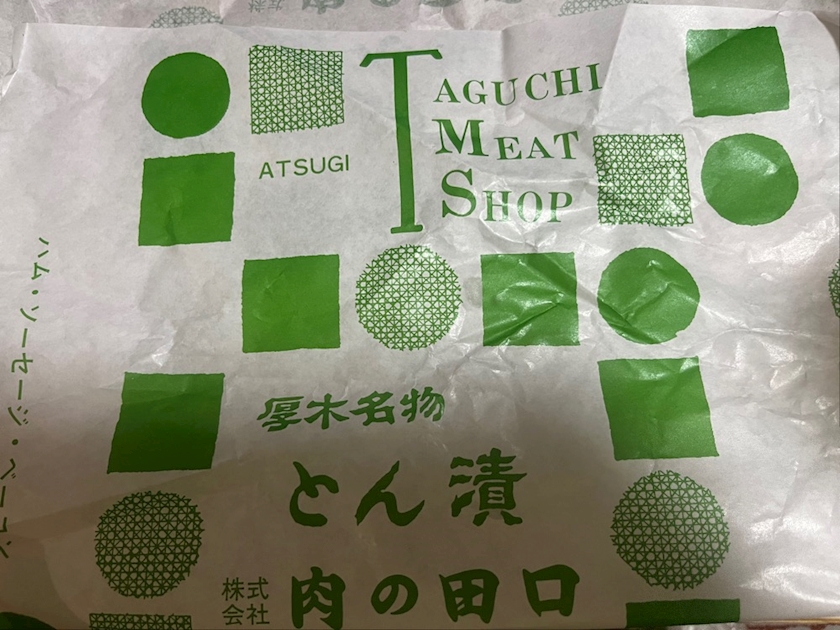 ATSUGI
TAGUCHI
MEAT
SHOP
厚木名物
とん漬
株式会社 肉の田口
ハム・ソーセージ・ベーコン